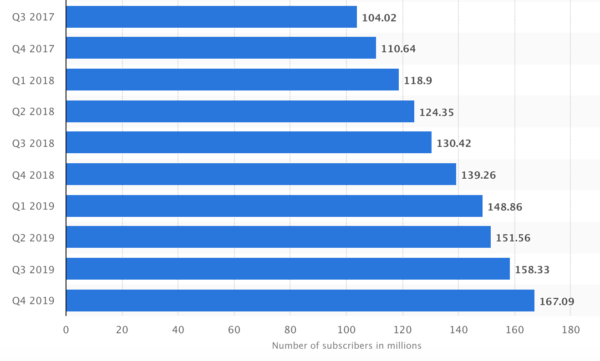 Q3 2017 104.02
Q4 2017 110.64
Q1 2018 118.9
Q2 2018 124.35
Q3 2018 130.42
Q4 2018 139.26
Q1 2019 148.86
Q2 2019 151.56
Q3 2019 158.33
Q4 2019 167.09
0 20 40 60 80 100 120 140 160 180
Number of subscribers in millions